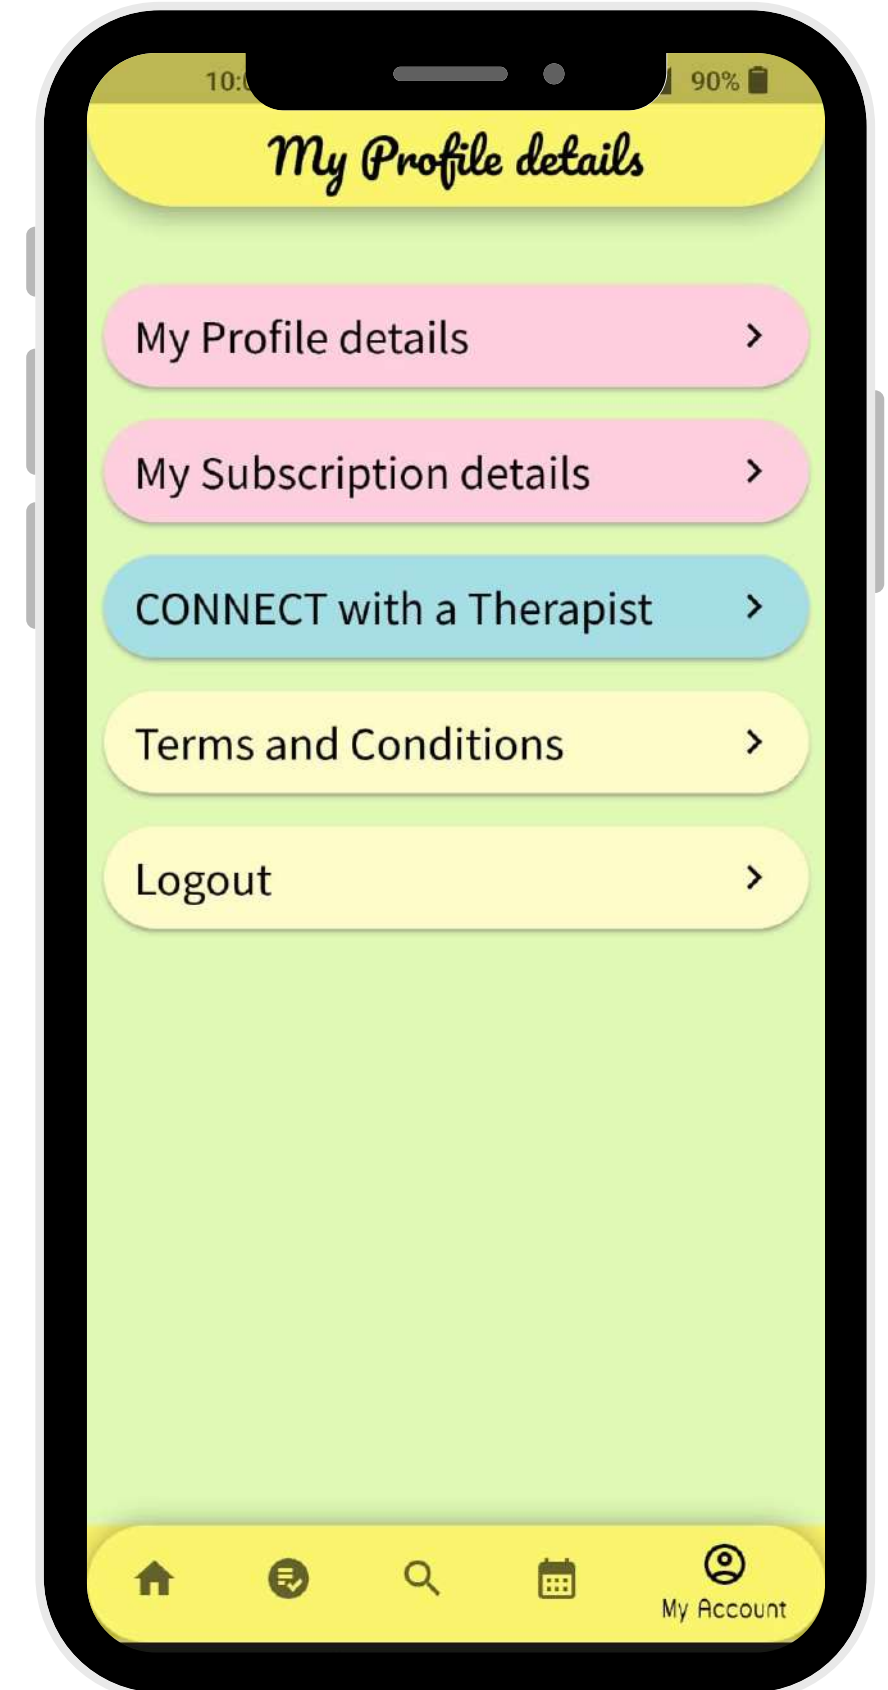 90%
My Profile details
My Profile details
My Subscription details
CONNECT with a Therapist
Terms and Conditions
Logout
My Account